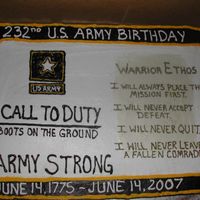 232nd U.S. ARMY BIRTHDAY
U.S. ARMY
CALL TO DUTY
BOOTS ON THE GROUND
ARMY STRONG
WARRIOR ETHOS
I WILL ALWAYS PLACE THE
MISSION FIRST.
I WILL NEVER ACCEPT
DEFEAT.
I WILL NEVER QUIT.
I WILL NEVER LEAVE
A FALLEN COMRADE
JUNE 14, 1775 - JUNE 14, 2007